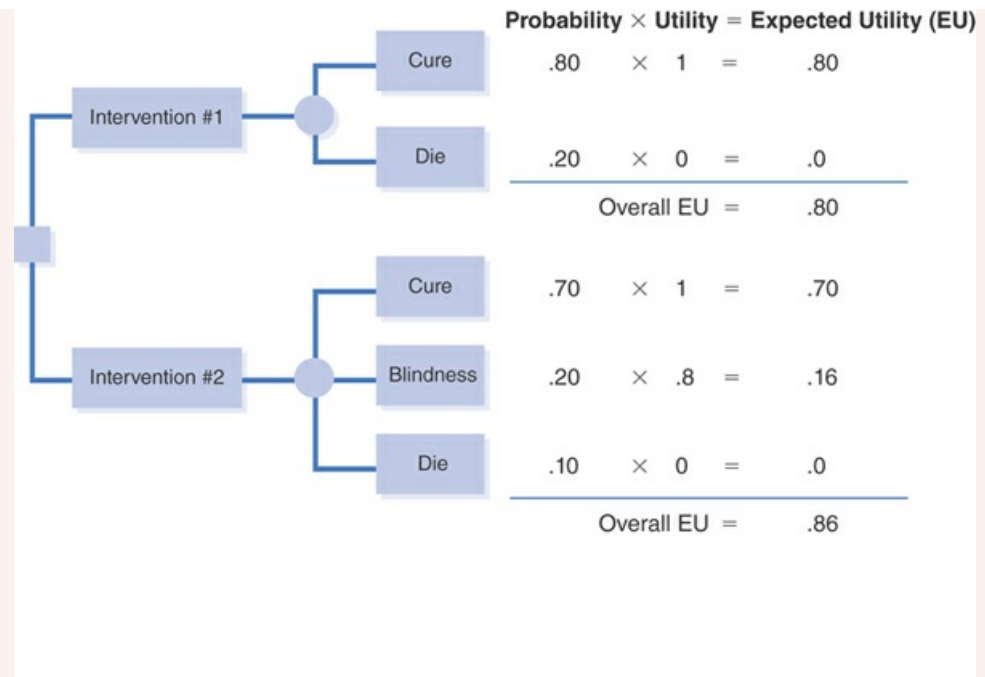 Probability × Utility = Expected Utility (EU)
Cure .80 × 1 = .80
Intervention #1
Die .20 × 0 = .0
Overall EU = .80
Cure .70 × 1 = .70
Intervention #2 Blindness .20 × .8 = .16
Die .10 × 0 = .0
Overall EU = .86